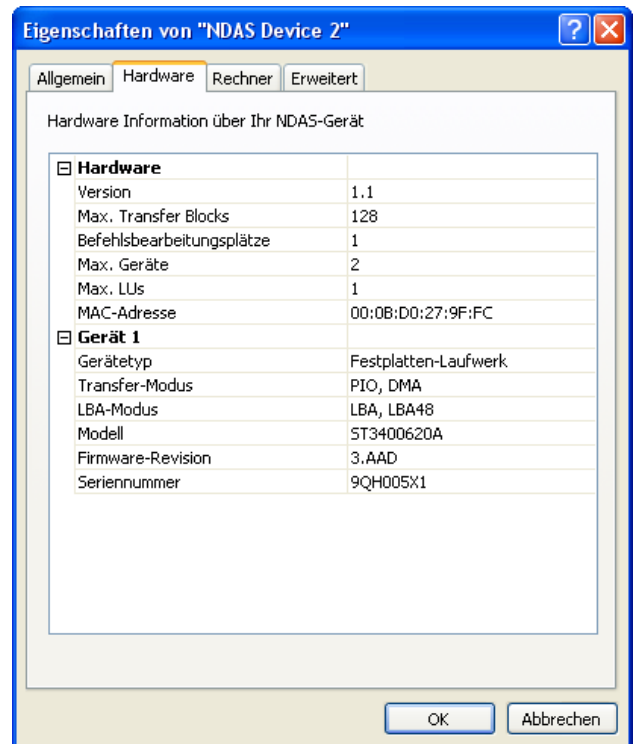 Eigenschaften von "NDAS Device 2"
Allgemein Hardware Rechner Erweitert
Hardware Information über Ihr NDAS-Gerät
Hardware
Version 1.1
Max. Transfer Blocks 128
Befehlsbearbeitungsplätze 1
Max. Geräte 2
Max. LUs 1
MAC-Adresse 00:0B:D0:27:9F:FC
Gerät 1
Gerätetyp Festplatten-Laufwerk
Transfer-Modus PIO, DMA
LBA-Modus LBA, LBA48
Modell ST3400620A
Firmware-Revision 3.AAD
Seriennummer 9QH005X1
OK Abbrechen